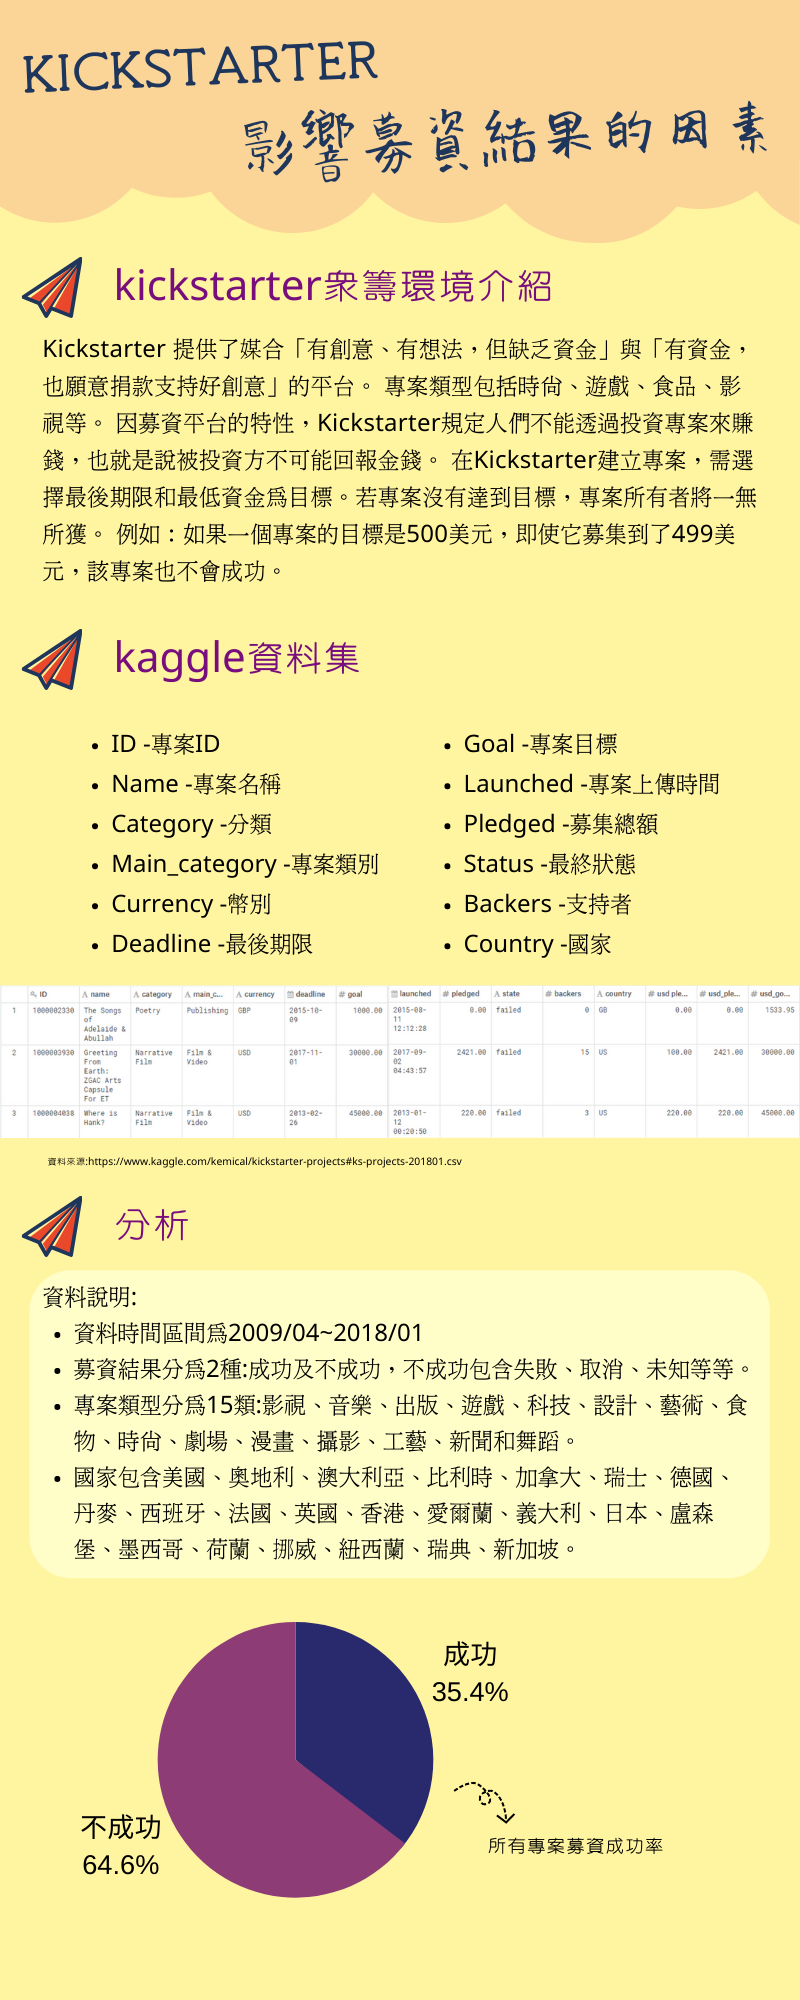 KICKSTARTER
影響募資結果的因素
kickstarter衆籌環境介紹
Kickstarter 提供了媒合「有創意、有想法，但缺乏資金」與「有資金，
也願意捐款支持好創意」的平台。 專案類型包括時尚、遊戲、食品、影
視等。 因募資平台的特性，Kickstarter規定人們不能透過投資專案來賺
錢，也就是說被投資方不可能回報金錢。 在Kickstarter建立專案，需選
擇最後期限和最低資金爲目標。若專案沒有達到目標，專案所有者將一無
所獲。 例如：如果一個專案的目標是500美元，即使它募集到了499美
元，該專案也不會成功。
kaggle資料集
• ID -專案ID
• Name -專案名稱
• Category -分類
• Main_category -專案類別
• Currency -幣別
• Deadline -最後期限
• Goal -專案目標
• Launched -專案上傳時間
• Pledged -募集總額
• Status -最終狀態
• Backers -支持者
• Country -國家
ID A name A category A main_c... A currency deadline # goal launched # pledged A state # backers A country # usd ple... # usd_ple... # usd_go...
1 1000002330 The Songs of Adelaide & Abullah Poetry Publishing GBP 2015-10-09 1000.00 2015-08-11 12:12:28 0.00 failed 0 GB 0.00 0.00 1533.95
2 1000003930 Greeting From Earth: ZGAC Arts Capsule For ET Narrative Film Film & Video USD 2017-11-01 30000.00 2017-09-02 04:43:57 2421.00 failed 15 US 100.00 2421.00 30000.00
3 1000004038 Where is Hank? Narrative Film Film & Video USD 2013-02-26 45000.00 2013-01-12 00:20:50 220.00 failed 3 US 220.00 220.00 45000.00
資料來源:https://www.kaggle.com/kemical/kickstarter-projects#ks-projects-201801.csv
分析
資料說明:
• 資料時間區間爲2009/04~2018/01
• 募資結果分爲2種:成功及不成功，不成功包含失敗、取消、未知等等。
• 專案類型分爲15類:影視、音樂、出版、遊戲、科技、設計、藝術、食
物、時尚、劇場、漫畫、攝影、工藝、新聞和舞蹈。
• 國家包含美國、奧地利、澳大利亞、比利時、加拿大、瑞士、德國、
丹麥、西班牙、法國、英國、香港、愛爾蘭、義大利、日本、盧森
堡、墨西哥、荷蘭、挪威、紐西蘭、瑞典、新加坡。
成功
35.4%
不成功
64.6%
所有專案募資成功率